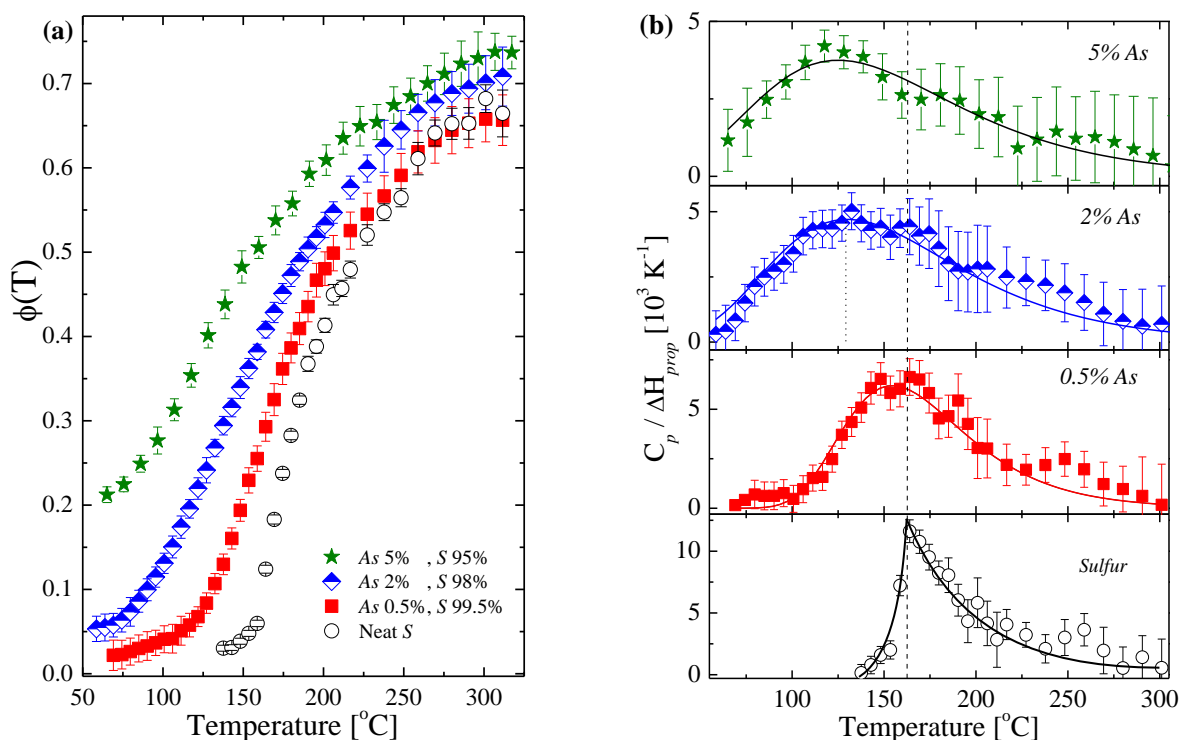 (a)
ϕ(T)
0.7
0.6
0.5
0.4
0.3
0.2
0.1
0.0
As 5% , S 95%
As 2% , S 98%
As 0.5%, S 99.5%
Neat S
50 100 150 200 250 300
Temperature [°C]
(b)
C_p / ΔH_prop [10³ K⁻¹]
5
0
5% As
5
0
2% As
5
0
0.5% As
10
5
0
Sulfur
100 150 200 250 300
Temperature [°C]